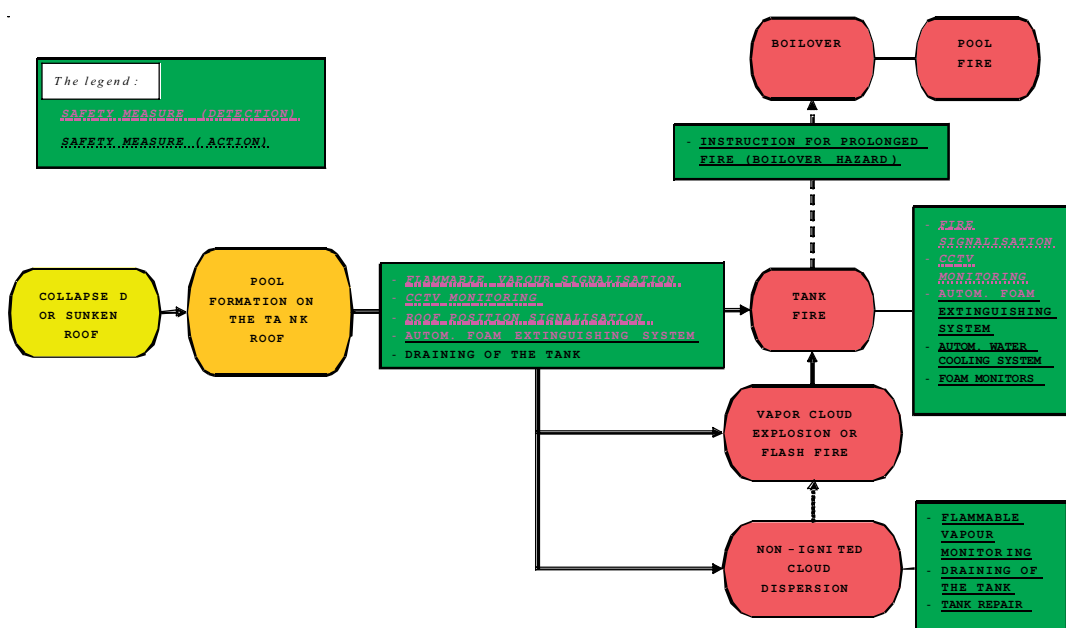 The legend:
SAFETY MEASURE (DETECTION)
SAFETY MEASURE ( ACTION)
BOILOVER
POOL
FIRE
- INSTRUCTION FOR PROLONGED
FIRE (BOILOVER HAZARD)
COLLAPSE D
OR SUNKEN
ROOF
POOL
FORMATION ON
THE TA NK
ROOF
- FLAMMABLE VAPOUR SIGNALISATION
- CCTV MONITORING
- ROOF POSITION SIGNALISATION
- AUTOM. FOAM EXTINGUISHING SYSTEM
- DRAINING OF THE TANK
TANK
FIRE
- FIRE
SIGNALISATION
- CCTV
MONITORING
- AUTOM. FOAM
EXTINGUISHING
SYSTEM
- AUTOM. WATER
COOLING SYSTEM
- FOAM MONITORS
VAPOR CLOUD
EXPLOSION OR
FLASH FIRE
NON - IGNI TED
CLOUD
DISPERSION
- FLAMMABLE
VAPOUR
MONITORING
- DRAINING OF
THE TANK
- TANK REPAIR